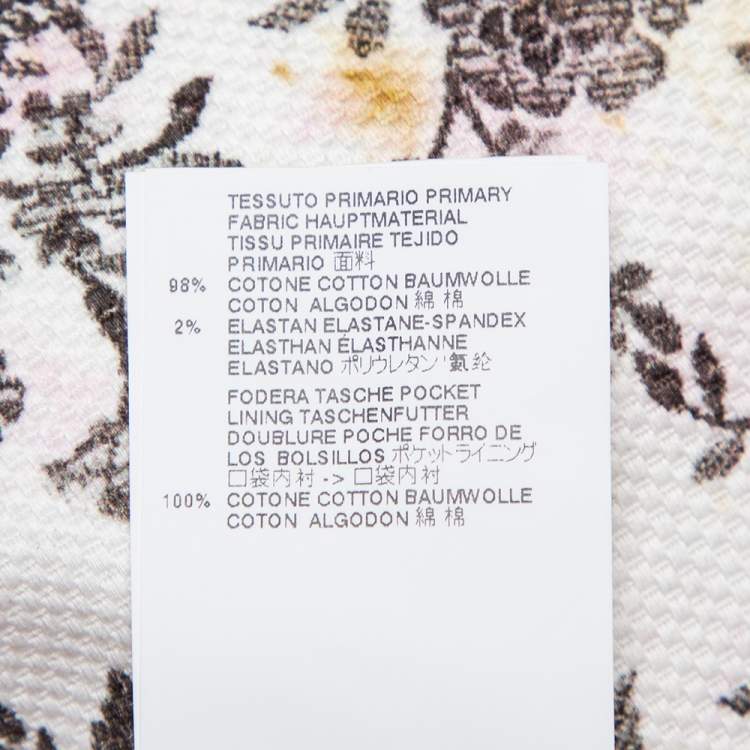 TESSUTO PRIMARIO PRIMARY
FABRIC HAUPTMATERIAL
TISSU PRIMAIRE TEJIDO
PRIMARIO 面料
98% COTONE COTTON BAUMWOLLE
COTON ALGODON 綿 棉
2% ELASTAN ELASTANE-SPANDEX
ELASTHAN ÉLASTHANNE
ELASTANO ポリウレタン '氨纶
FODERA TASCHE POCKET
LINING TASCHENFUTTER
DOUBLURE POCHE FORRO DE
LOS BOLSILLOS ポケットライニング
口袋内衬 -> 口袋内衬
100% COTONE COTTON BAUMWOLLE
COTON ALGODON 綿 棉